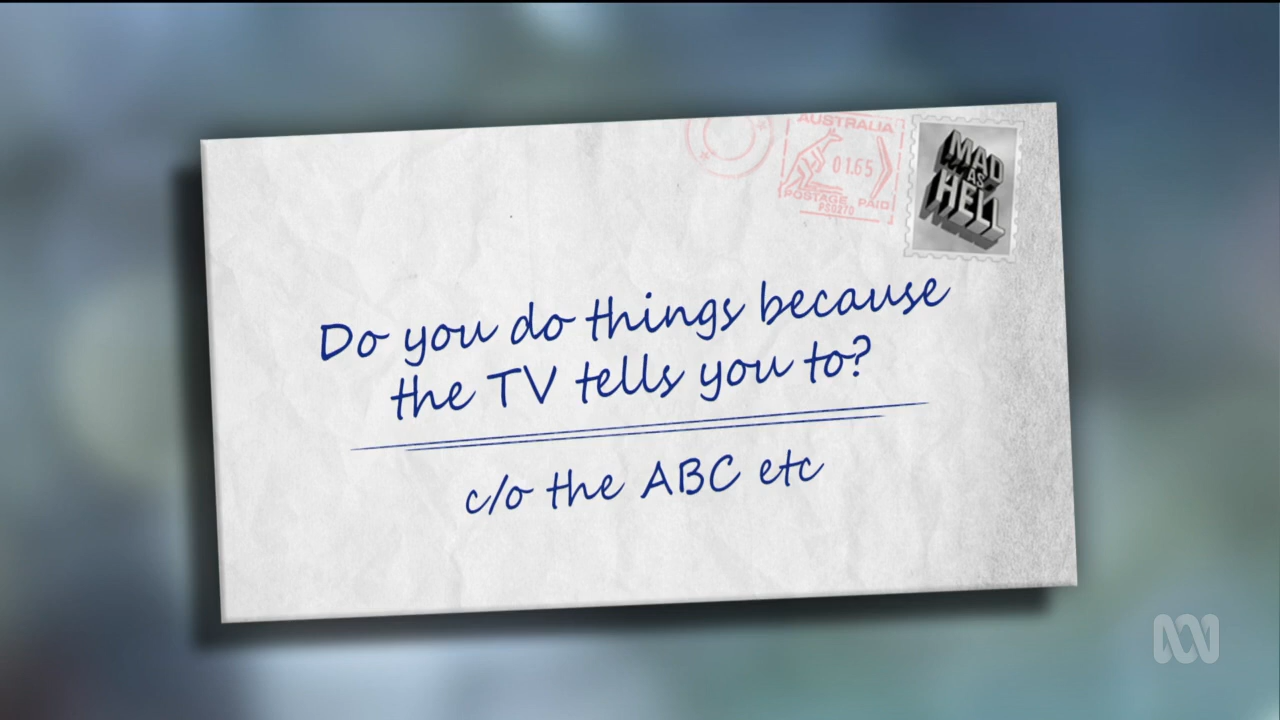 AUSTRALIA
01.65
POSTAGE PAID
PS0270
MAD
AS
HELL
Do you do things because
the TV tells you to?
c/o the ABC etc